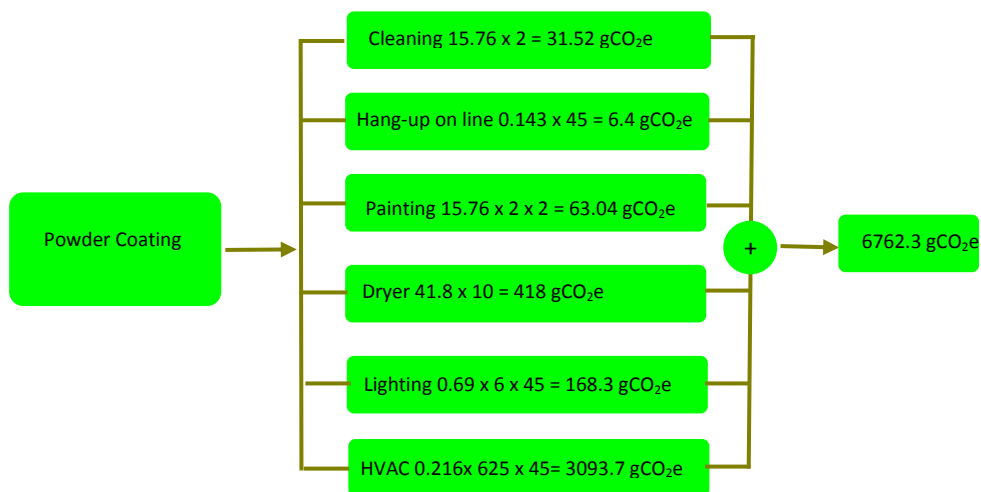 Powder Coating
Cleaning 15.76 x 2 = 31.52 gCO₂e
Hang-up on line 0.143 x 45 = 6.4 gCO₂e
Painting 15.76 x 2 x 2 = 63.04 gCO₂e
Dryer 41.8 x 10 = 418 gCO₂e
Lighting 0.69 x 6 x 45 = 168.3 gCO₂e
HVAC 0.216x 625 x 45= 3093.7 gCO₂e
+
6762.3 gCO₂e